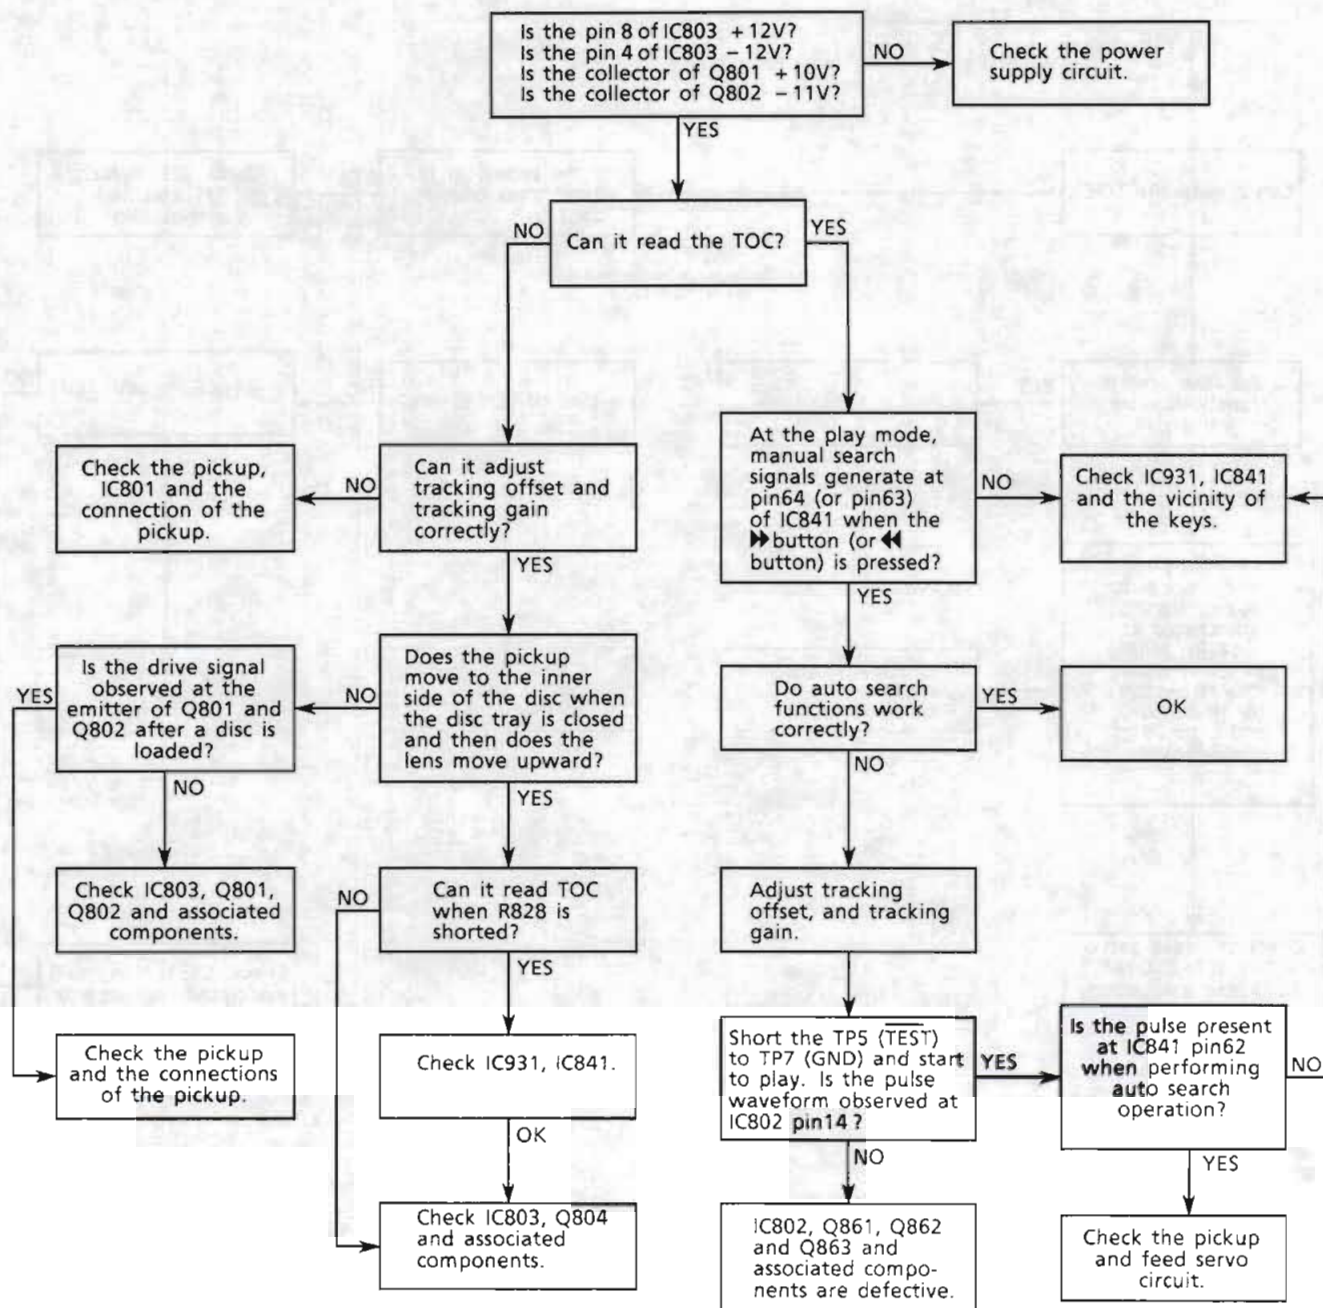 Is the pin 8 of IC803 +12V?
Is the pin 4 of IC803 −12V?
Is the collector of Q801 +10V?
Is the collector of Q802 −11V?
NO
Check the power
supply circuit.
YES
NO
Can it read the TOC?
YES
Check the pickup,
IC801 and the
connection of the
pickup.
NO
Can it adjust
tracking offset and
tracking gain
correctly?
YES
At the play mode,
manual search
signals generate at
pin64 (or pin63)
of IC841 when the
▶▶ button (or ◀◀
button) is pressed?
NO
Check IC931, IC841
and the vicinity of
the keys.
YES
YES
Is the drive signal
observed at the
emitter of Q801 and
Q802 after a disc is
loaded?
NO
NO
Does the pickup
move to the inner
side of the disc when
the disc tray is closed
and then does the
lens move upward?
YES
Do auto search
functions work
correctly?
YES
OK
NO
Check IC803, Q801,
Q802 and associated
components.
NO
Can it read TOC
when R828 is
shorted?
YES
Adjust tracking
offset, and tracking
gain.
Check the pickup
and the connections
of the pickup.
Check IC931, IC841.
OK
Short the TP5 (T̅E̅S̅T̅)
to TP7 (GND) and start
to play. Is the pulse
waveform observed at
IC802 pin14?
YES
NO
Is the pulse present
at IC841 pin62
when performing
auto search
operation?
NO
YES
Check IC803, Q804
and associated
components.
IC802, Q861, Q862
and Q863 and
associated compo-
nents are defective.
Check the pickup
and feed servo
circuit.